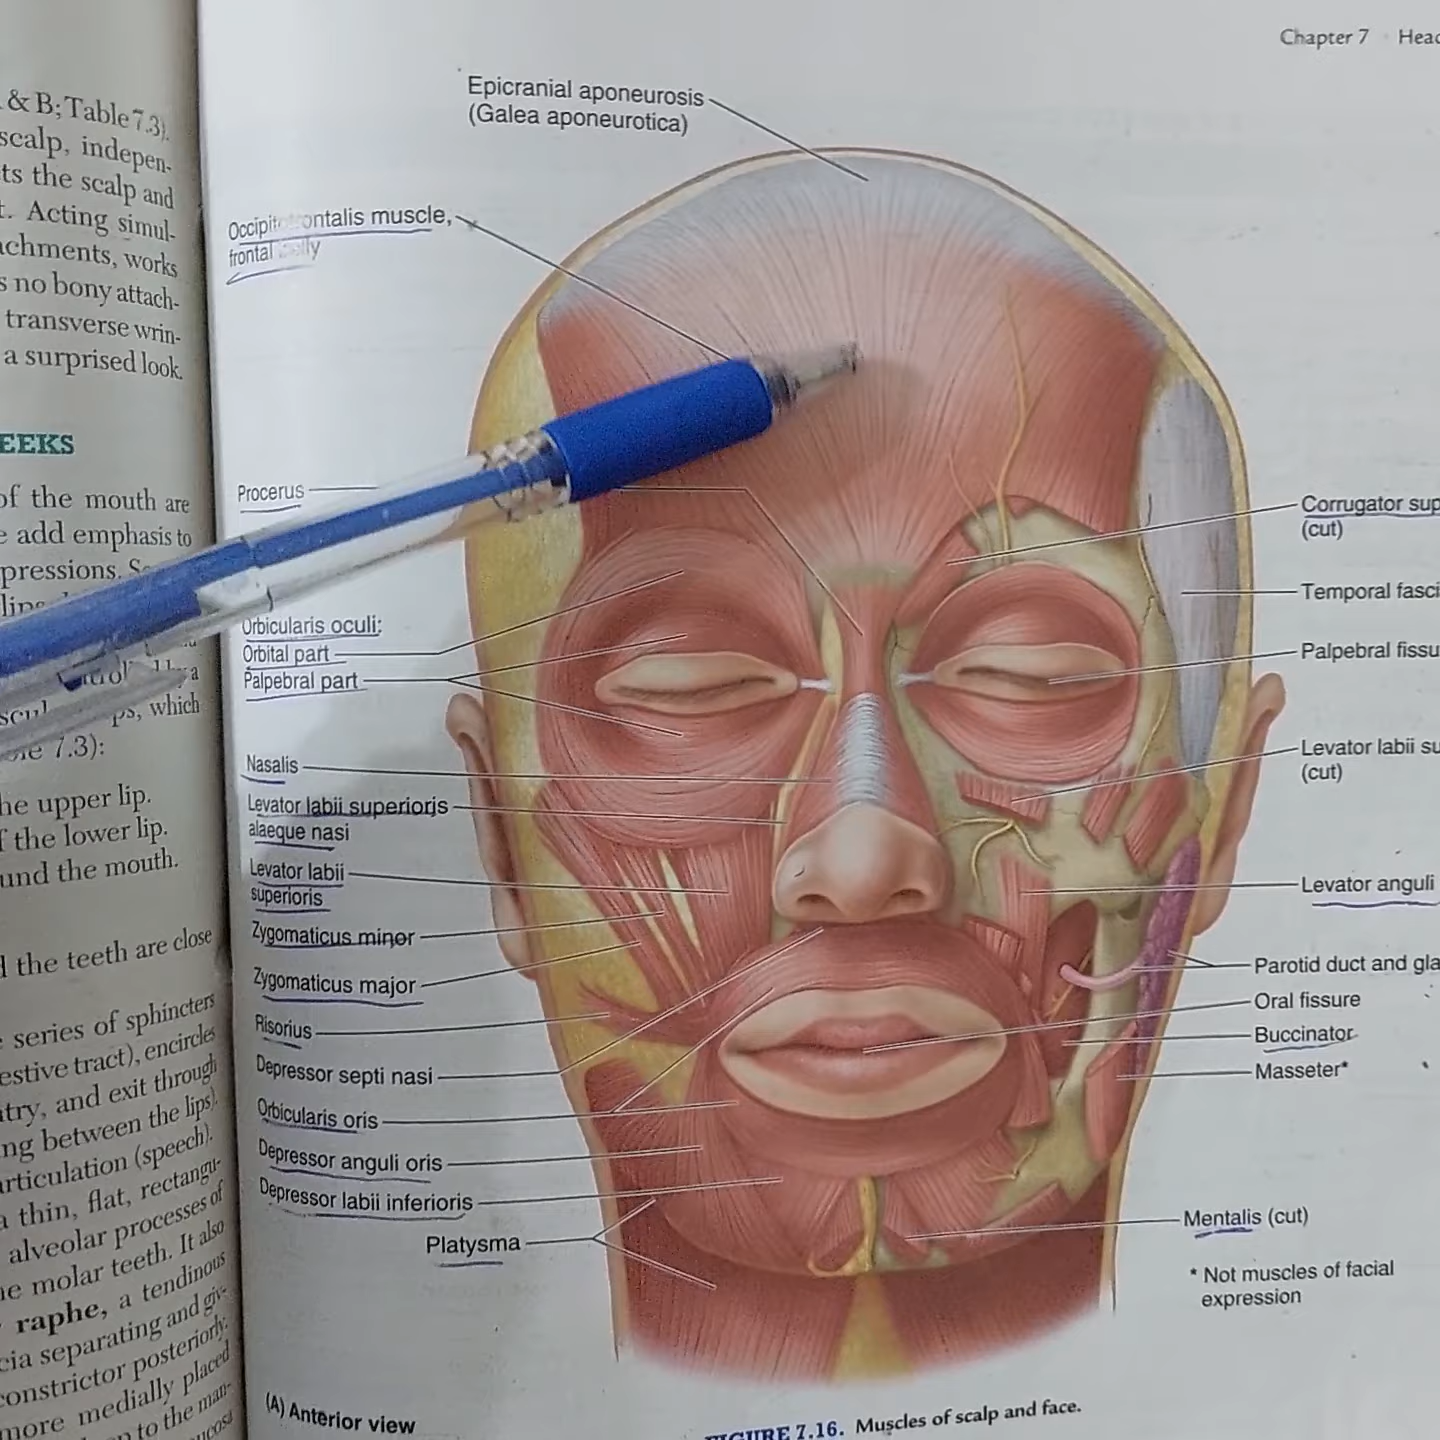 Chapter 7
& B; Table 7.3).
scalp, indepen-
ts the scalp and
Acting simul-
achments, works
s no bony attach-
transverse wrin-
a surprised look.
EEKS
of the mouth are
e add emphasis to
pressions.
, which
7.3):
he upper lip.
f the lower lip.
und the mouth.
the teeth are close
series of sphincters
estive tract), encircles
try, and exit through
ng between the lips).
articulation (speech).
a thin, flat, rectangu-
alveolar processes of
e molar teeth. It also
raphe, a tendinous
cia separating and giv-
constrictor posteriorly.
more medially placed
to the man-
Epicranial aponeurosis
(Galea aponeurotica)
muscle,
frontal
Procerus
Orbicularis oculi:
Orbital part
Palpebral part
Nasalis
Levator labii superioris
alaeque nasi
Levator labii
superioris
Zygomaticus minor
Zygomaticus major
Risorius
Depressor septi nasi
Orbicularis oris
Depressor anguli oris
Depressor labii inferioris
Platysma
Corrugator sup
(cut)
Temporal fasci
Palpebral fissu
Levator labii su
(cut)
Levator anguli
Parotid duct and gla
Oral fissure
Buccinator
Masseter*
Mentalis (cut)
* Not muscles of facial
expression
(A) Anterior view
FIGURE 7.16. Muscles of scalp and face.